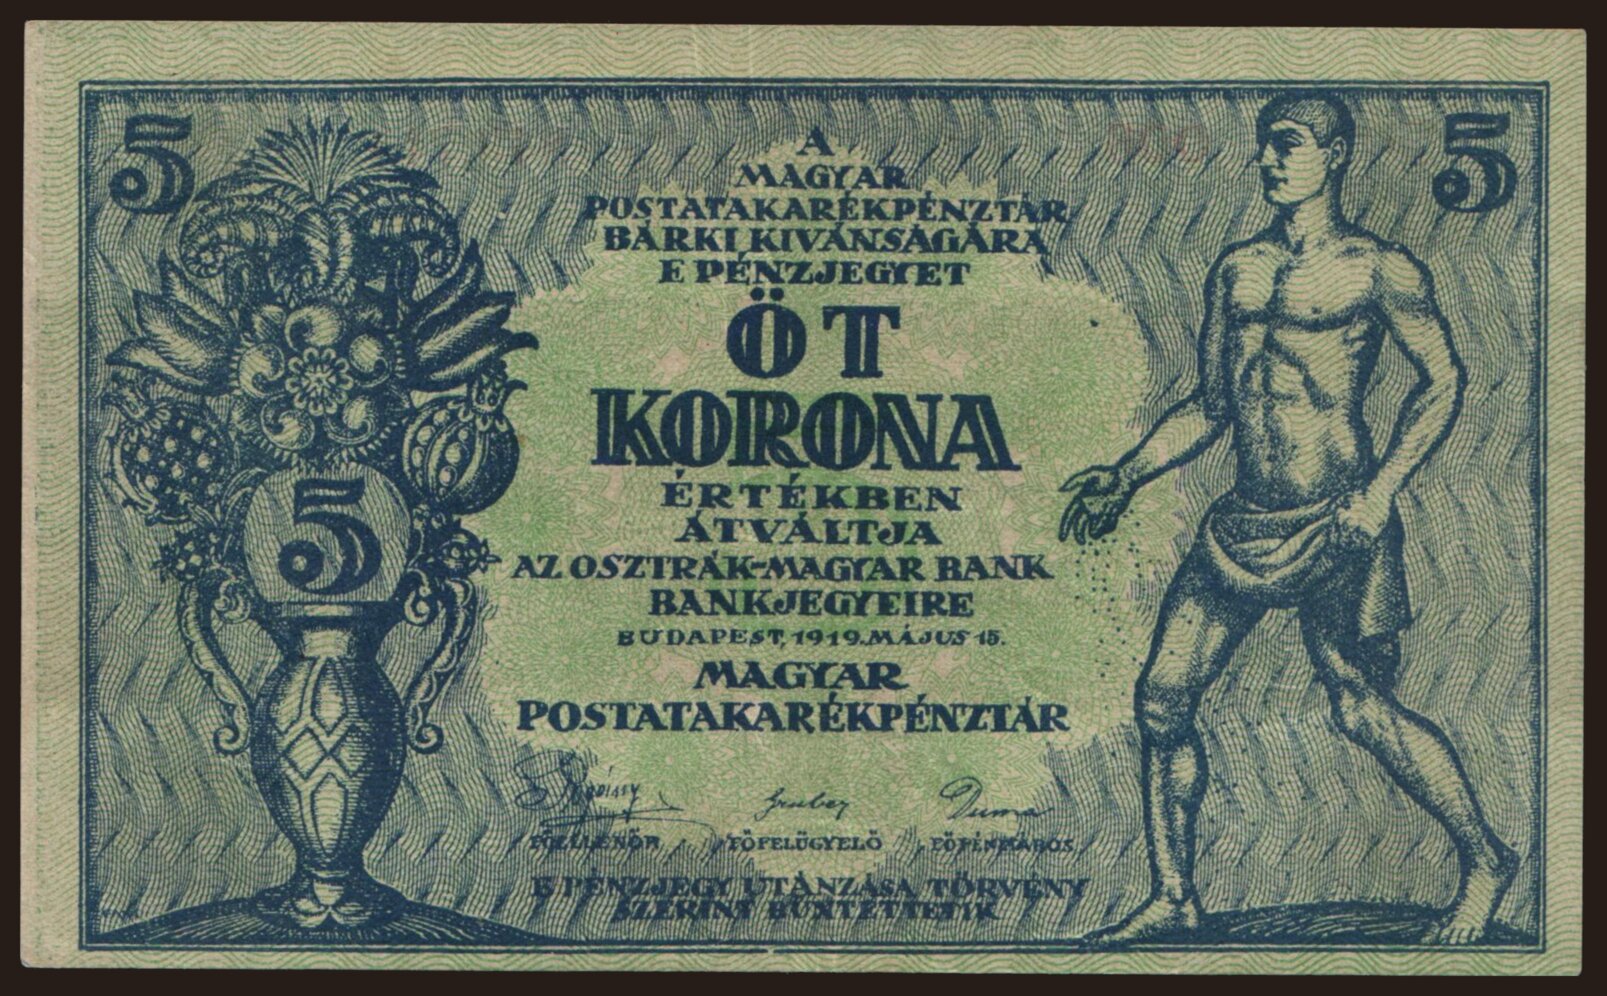 5
5
A
MAGYAR
POSTATAKARÉKPÉNZTÁR
BÁRKI KIVÁNSÁGÁRA
E PÉNZJEGYET
ÖT
KORONA
ÉRTÉKBEN
ÁTVÁLTJA
AZ OSZTRÁK-MAGYAR BANK
BANKJEGYEIRE
BUDAPEST, 1919. MÁJUS 15.
MAGYAR
POSTATAKARÉKPÉNZTÁR
5
Gruber
FŐELLENŐR FŐFELÜGYELŐ FŐPÉNZTÁROS
E PÉNZJEGY UTÁNZÁSA TÖRVÉNY
SZERINT BÜNTETTETIK